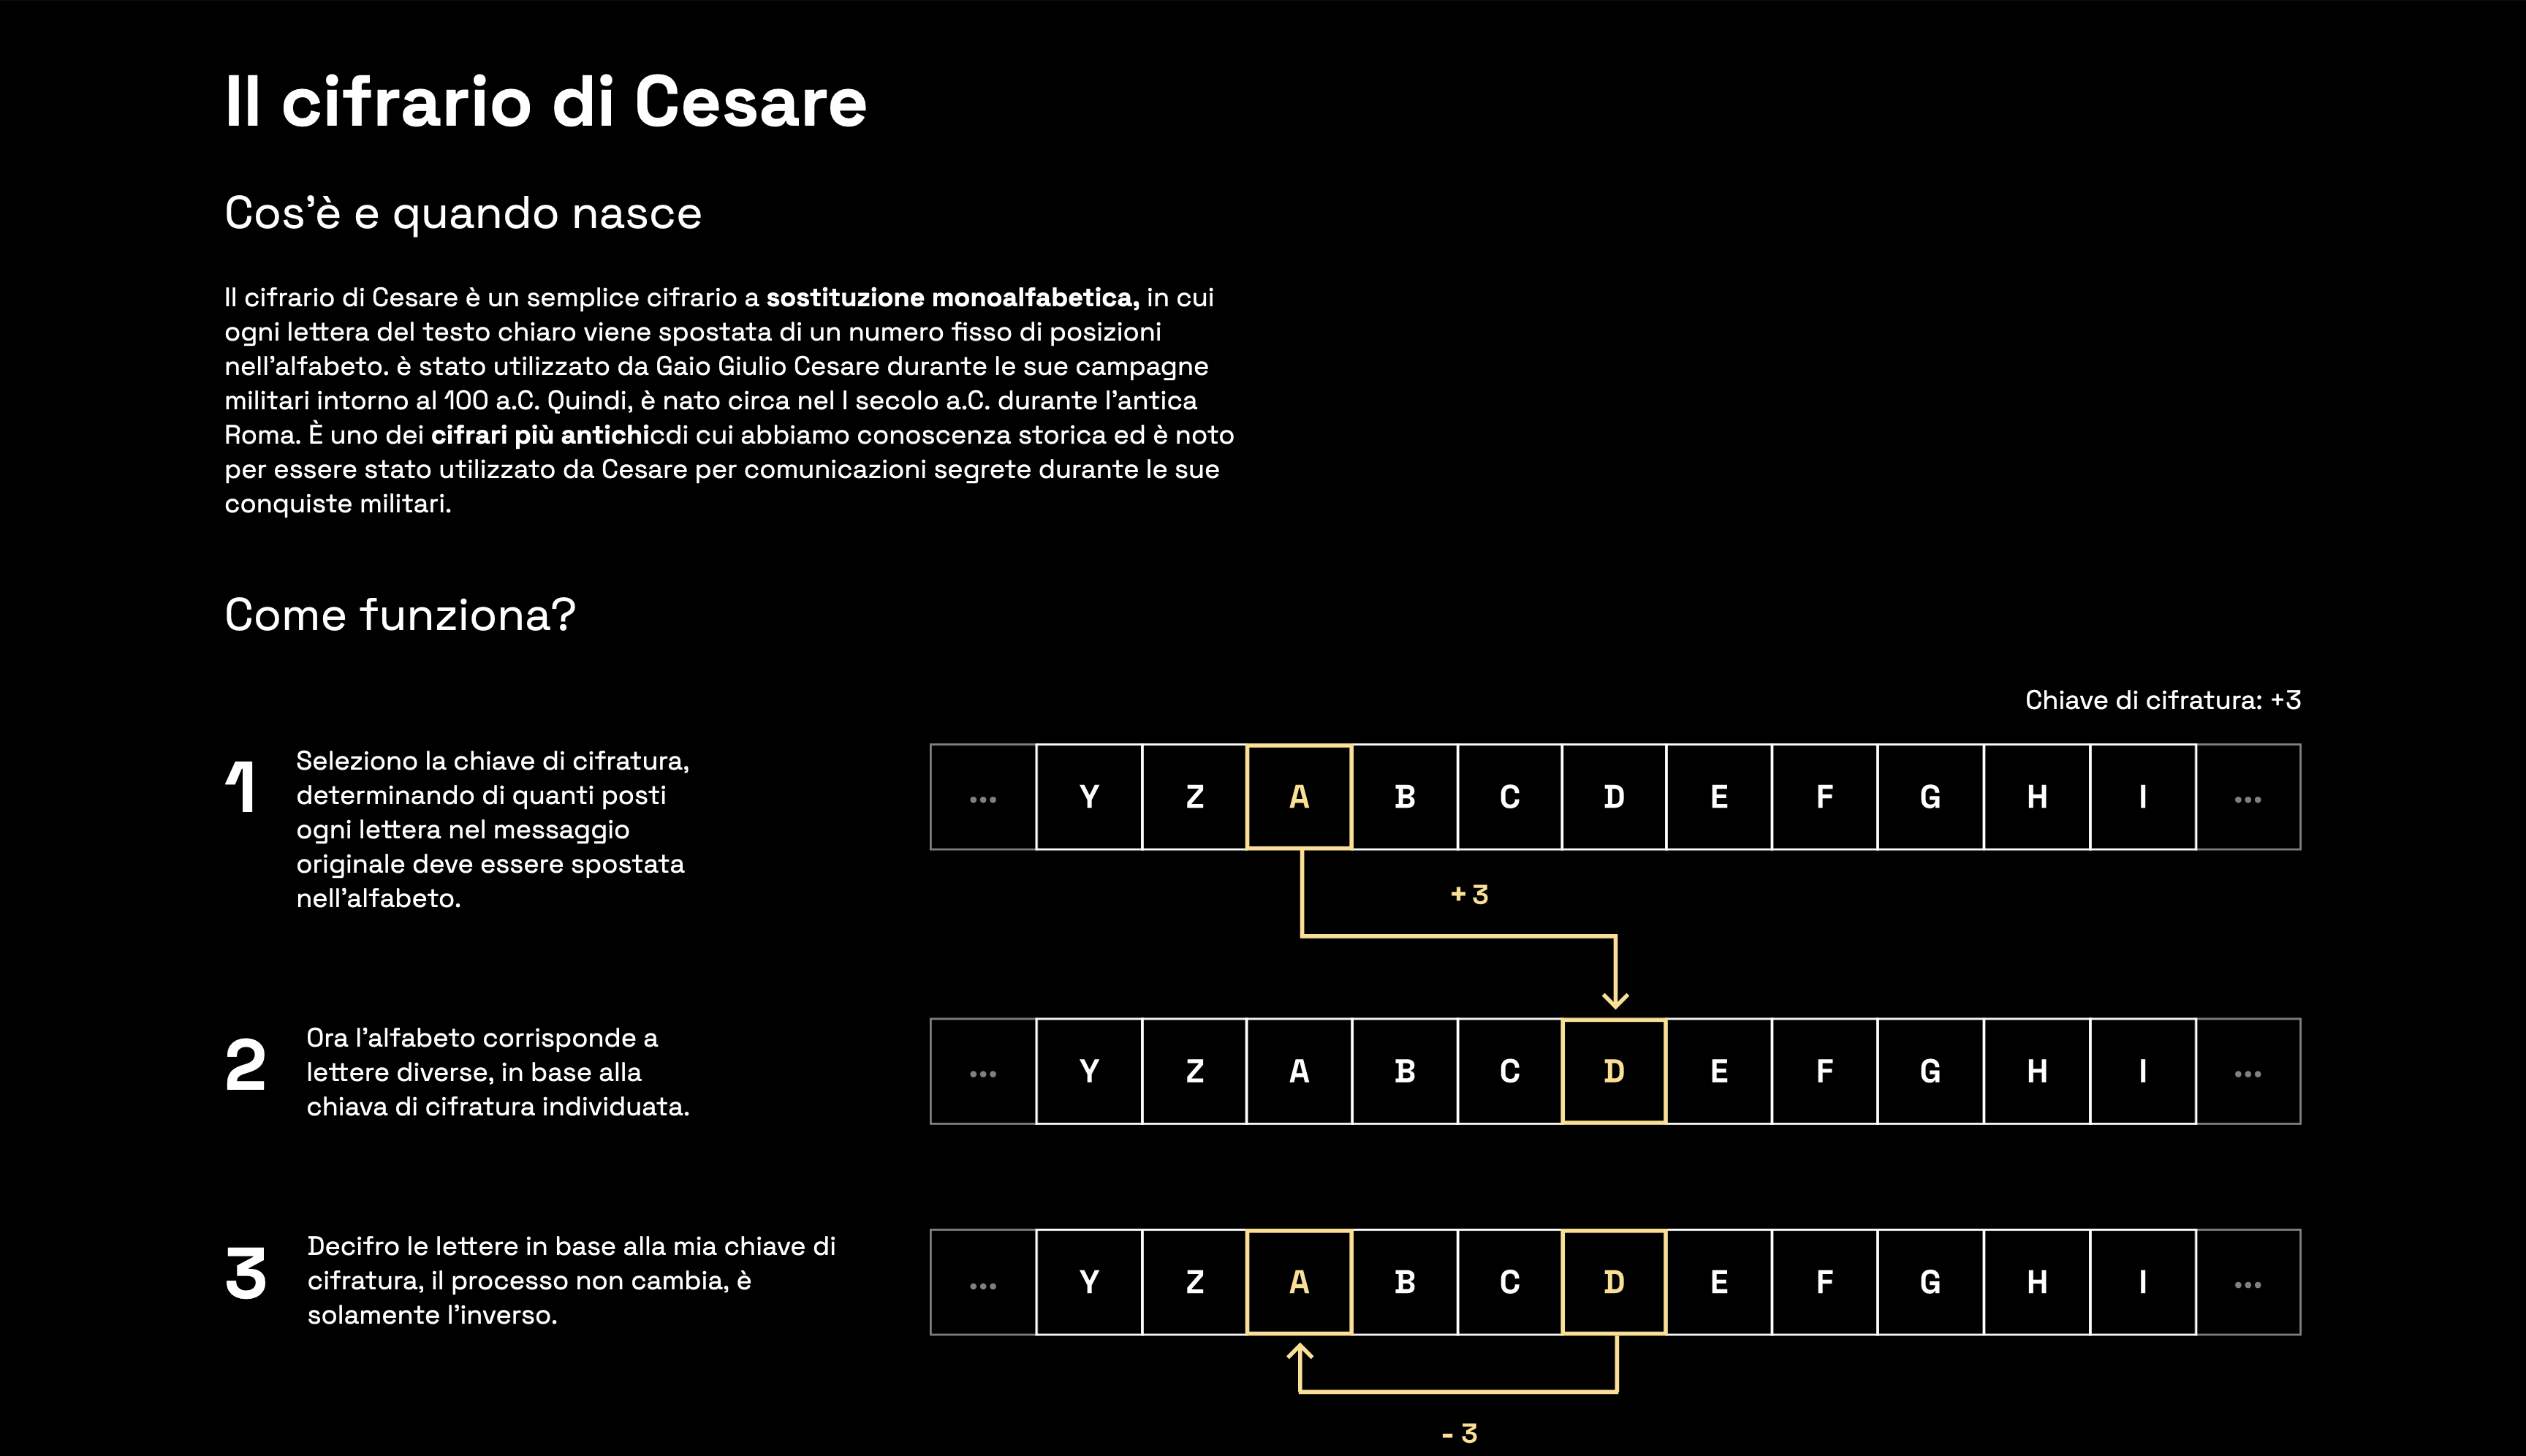 Il cifrario di Cesare
Cos'è e quando nasce
Il cifrario di Cesare è un semplice cifrario a sostituzione monoalfabetica, in cui
ogni lettera del testo chiaro viene spostata di un numero fisso di posizioni
nell'alfabeto. è stato utilizzato da Gaio Giulio Cesare durante le sue campagne
militari intorno al 100 a.C. Quindi, è nato circa nel I secolo a.C. durante l'antica
Roma. È uno dei cifrari più antichicdi cui abbiamo conoscenza storica ed è noto
per essere stato utilizzato da Cesare per comunicazioni segrete durante le sue
conquiste militari.
Come funziona?
Chiave di cifratura: +3
1
Seleziono la chiave di cifratura,
determinando di quanti posti
ogni lettera nel messaggio
originale deve essere spostata
nell'alfabeto.
... Y Z A B C D E F G H I ...
+3
2
Ora l'alfabeto corrisponde a
lettere diverse, in base alla
chiava di cifratura individuata.
... Y Z A B C D E F G H I ...
3
Decifro le lettere in base alla mia chiave di
cifratura, il processo non cambia, è
solamente l'inverso.
... Y Z A B C D E F G H I ...
-3